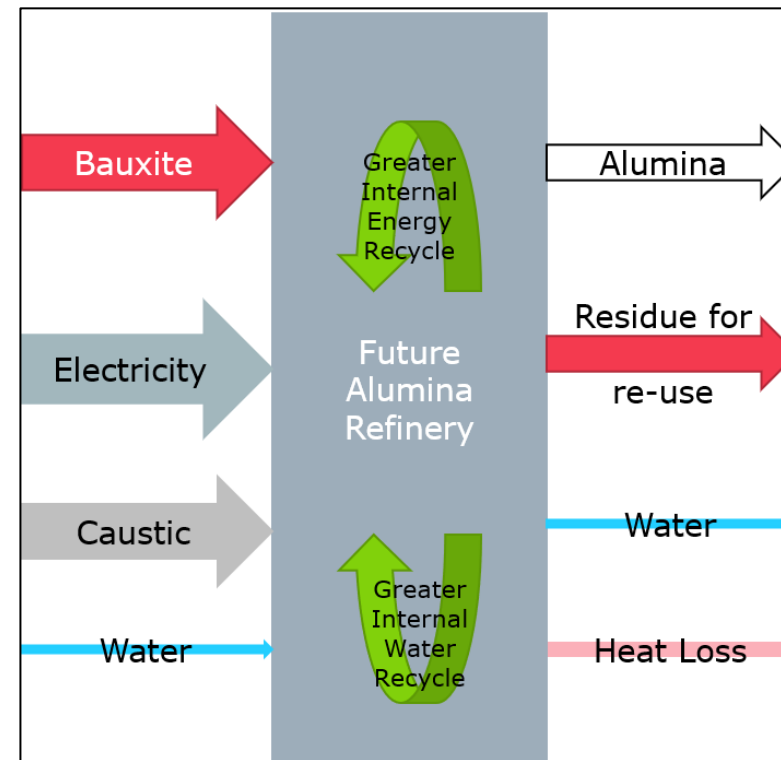 Bauxite
Electricity
Caustic
Water
Greater
Internal
Energy
Recycle
Future
Alumina
Refinery
Greater
Internal
Water
Recycle
Alumina
Residue for
re-use
Water
Heat Loss